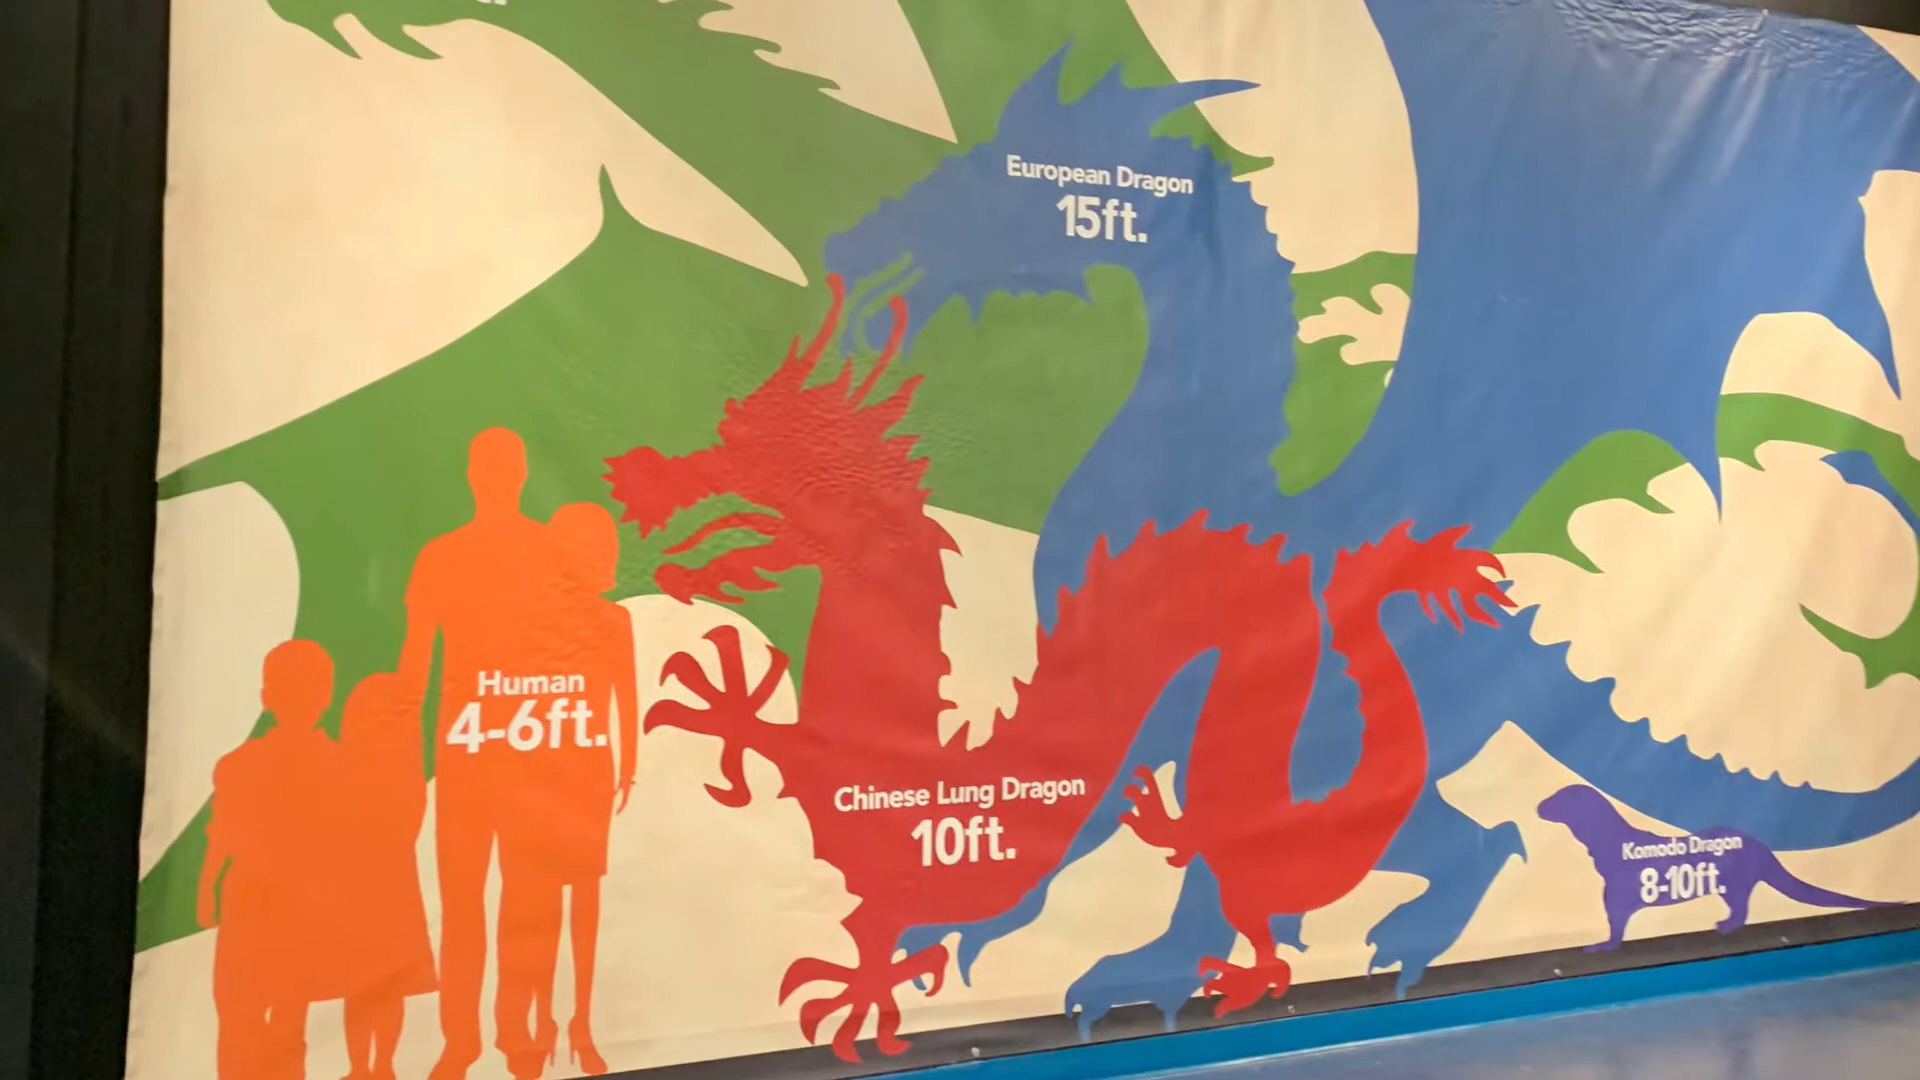 European Dragon
15ft.
Human
4-6ft.
Chinese Lung Dragon
10ft.
Komodo Dragon
8-10ft.